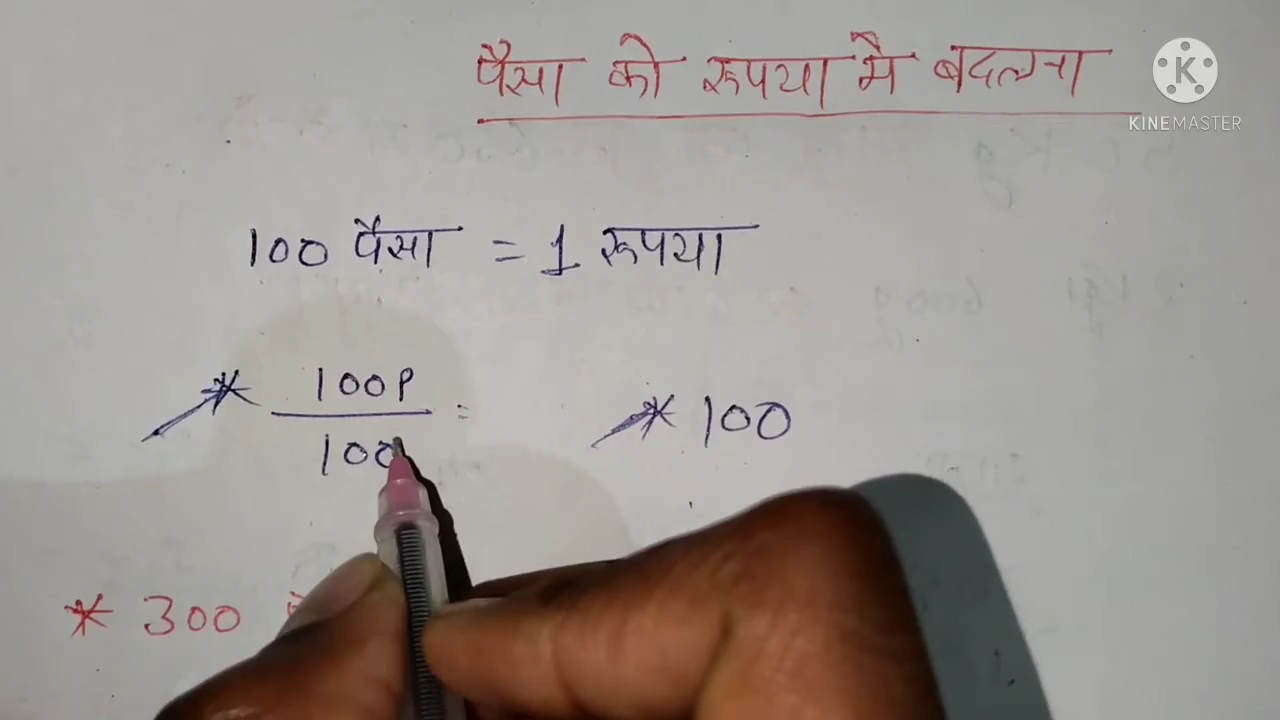 पैसा को रूपया मै बदलना
K
KINEMASTER
100 पैसा = 1 रूपया
* 100P / 100 =
* 100
* 300